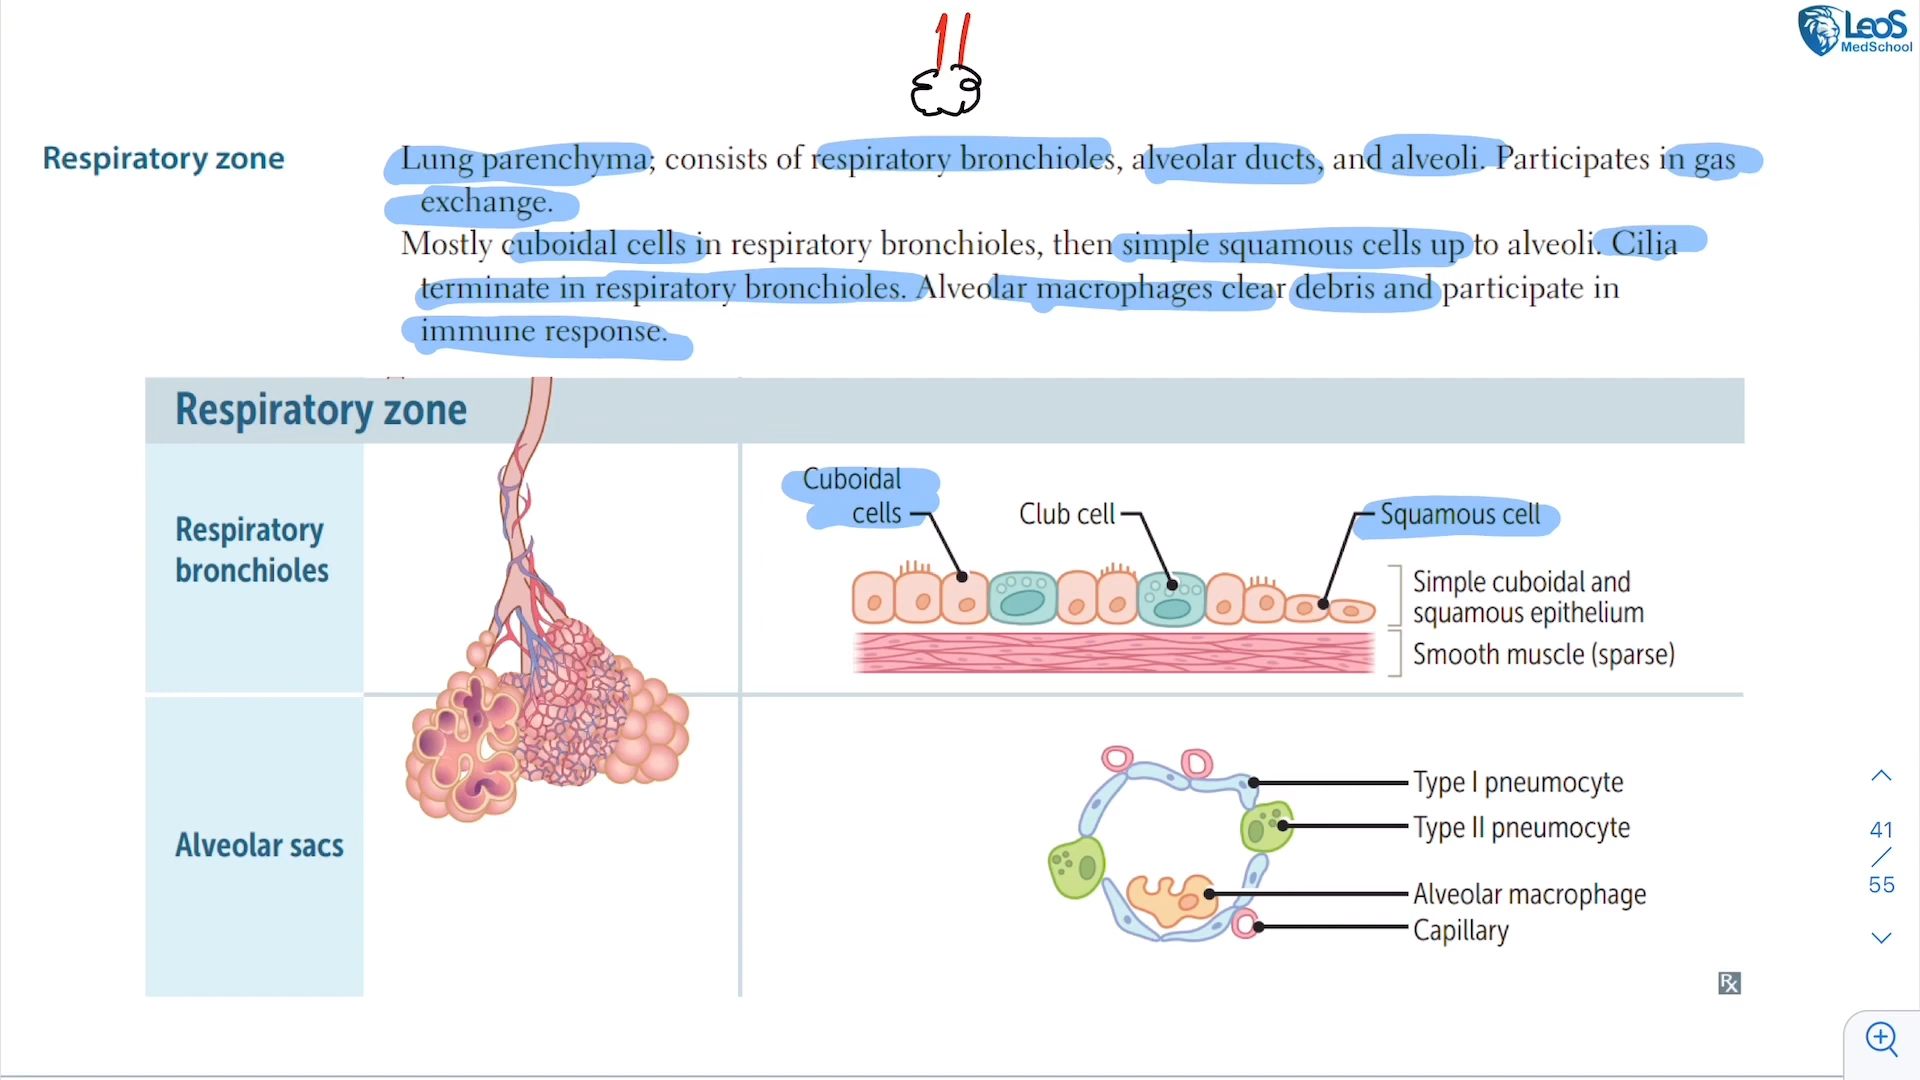 LeoS
MedSchool
Respiratory zone
Lung parenchyma; consists of respiratory bronchioles, alveolar ducts, and alveoli. Participates in gas
exchange.
Mostly cuboidal cells in respiratory bronchioles, then simple squamous cells up to alveoli. Cilia
terminate in respiratory bronchioles. Alveolar macrophages clear debris and participate in
immune response.
Respiratory zone
Respiratory
bronchioles
Cuboidal
cells
Club cell
Squamous cell
Simple cuboidal and
squamous epithelium
Smooth muscle (sparse)
Alveolar sacs
Type I pneumocyte
Type II pneumocyte
Alveolar macrophage
Capillary
41
/
55
Rx